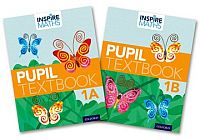 INSPIRE
MATHS
PUPIL
TEXTBOOK
1A
OXFORD
INSPIRE
MATHS
PUPIL
TEXTBOOK
1B
OXFORD